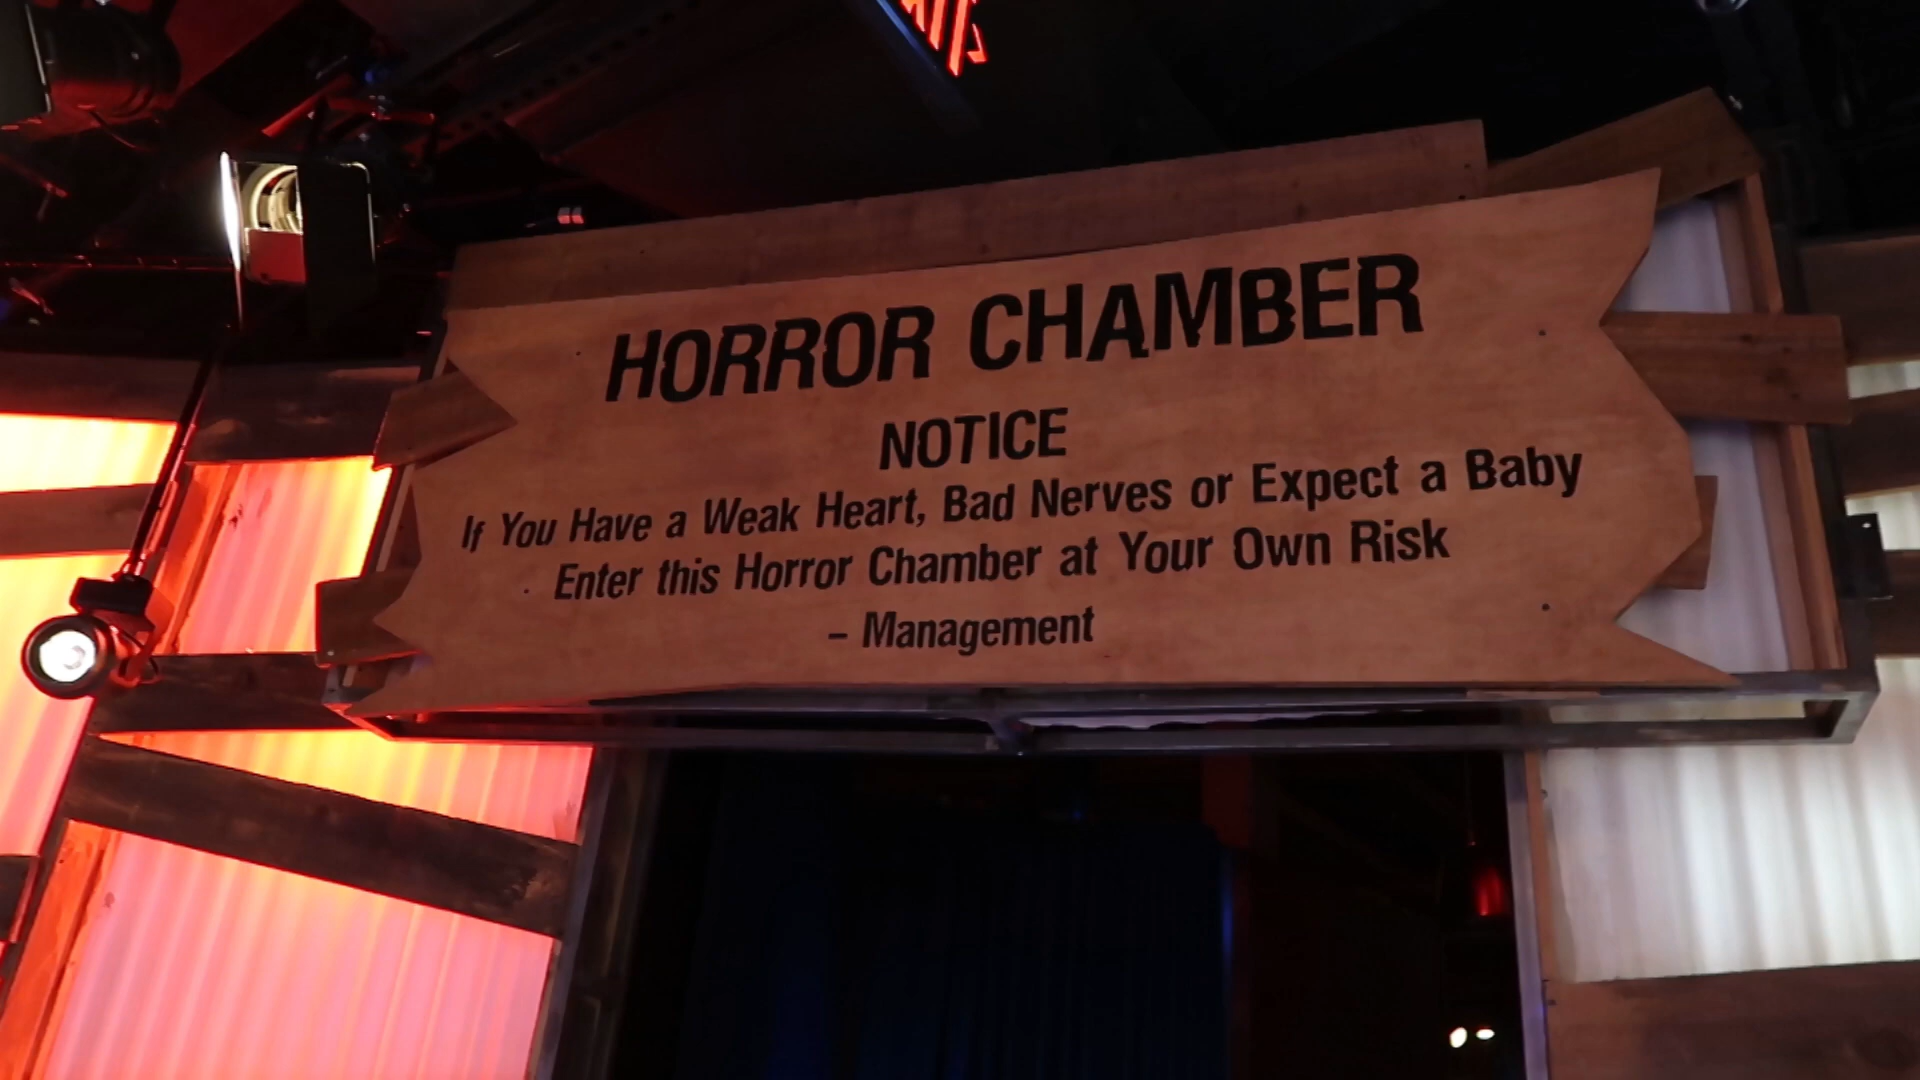 HORROR CHAMBER
NOTICE
If You Have a Weak Heart, Bad Nerves or Expect a Baby
Enter this Horror Chamber at Your Own Risk
– Management